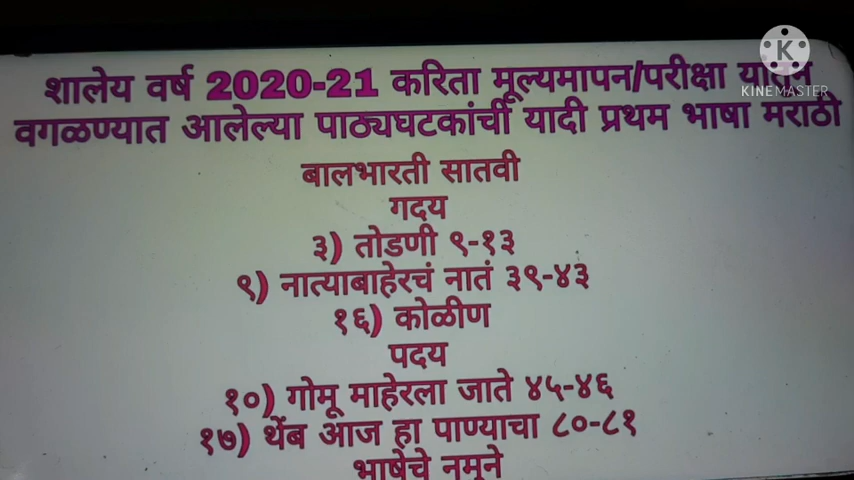 शालेय वर्ष 2020-21 करिता मूल्यमापन/परीक्षा
वगळण्यात आलेल्या पाठ्यघटकांची यादी प्रथम भाषा मराठी
बालभारती सातवी
गदय
३) तोडणी ९-१३
९) नात्याबाहेरचं नातं ३९-४३
१६) कोळीण
पदय
१०) गोमू माहेरला जाते ४५-४६
१७) थेंब आज हा पाण्याचा ८०-८१
भाषेचे नमूने
K
KINEMASTER